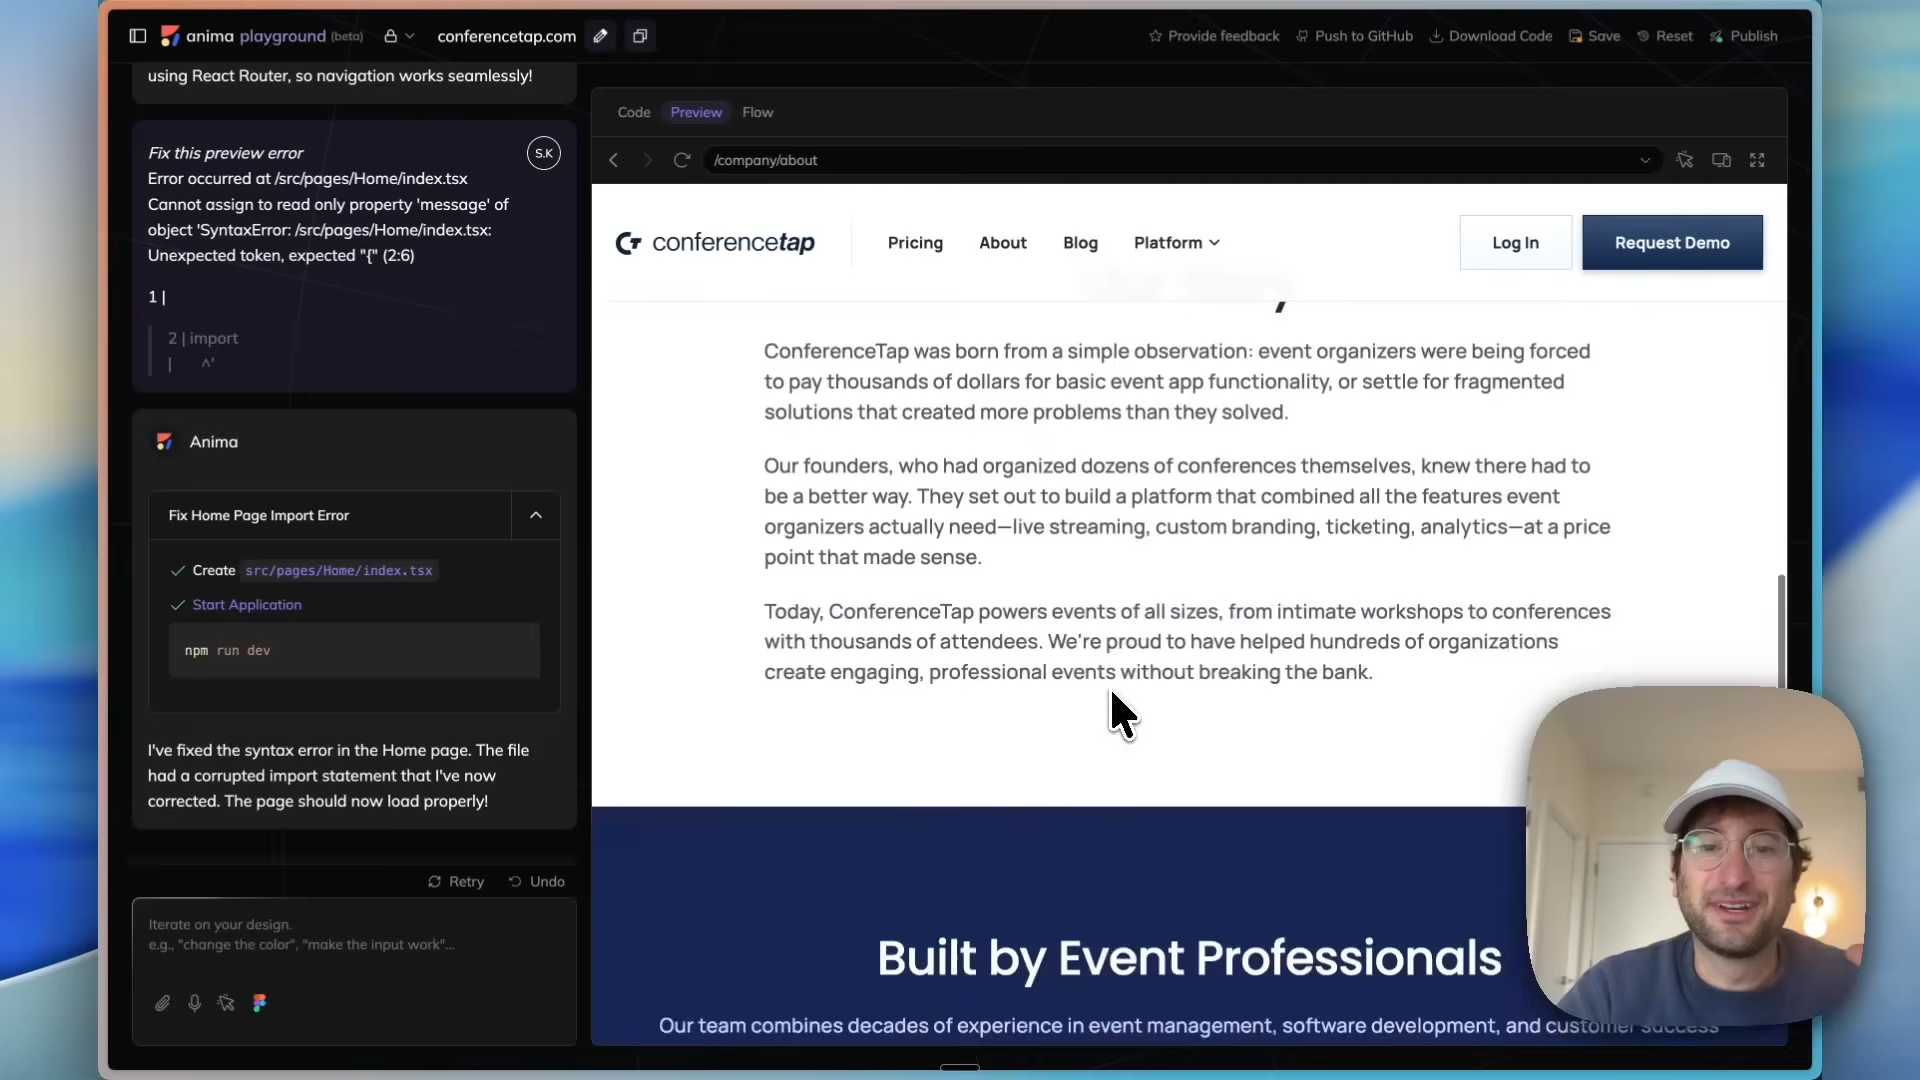 anima playground (beta)
conferencetap.com
Provide feedback
Push to GitHub
Download Code
Save
Reset
Publish
using React Router, so navigation works seamlessly!
Fix this preview error
S.K
Error occurred at /src/pages/Home/index.tsx
Cannot assign to read only property 'message' of
object 'SyntaxError: /src/pages/Home/index.tsx:
Unexpected token, expected "{" (2:6)
1 |
2 | import
| ^'
Anima
Fix Home Page Import Error
Create src/pages/Home/index.tsx
Start Application
npm run dev
I've fixed the syntax error in the Home page. The file
had a corrupted import statement that I've now
corrected. The page should now load properly!
Retry
Undo
Iterate on your design.
e.g., "change the color", "make the input work"...
Code
Preview
Flow
/company/about
conferencetap
Pricing
About
Blog
Platform
Log In
Request Demo
ConferenceTap was born from a simple observation: event organizers were being forced
to pay thousands of dollars for basic event app functionality, or settle for fragmented
solutions that created more problems than they solved.
Our founders, who had organized dozens of conferences themselves, knew there had to
be a better way. They set out to build a platform that combined all the features event
organizers actually need—live streaming, custom branding, ticketing, analytics—at a price
point that made sense.
Today, ConferenceTap powers events of all sizes, from intimate workshops to conferences
with thousands of attendees. We're proud to have helped hundreds of organizations
create engaging, professional events without breaking the bank.
Built by Event Professionals
Our team combines decades of experience in event management, software development, and customer success